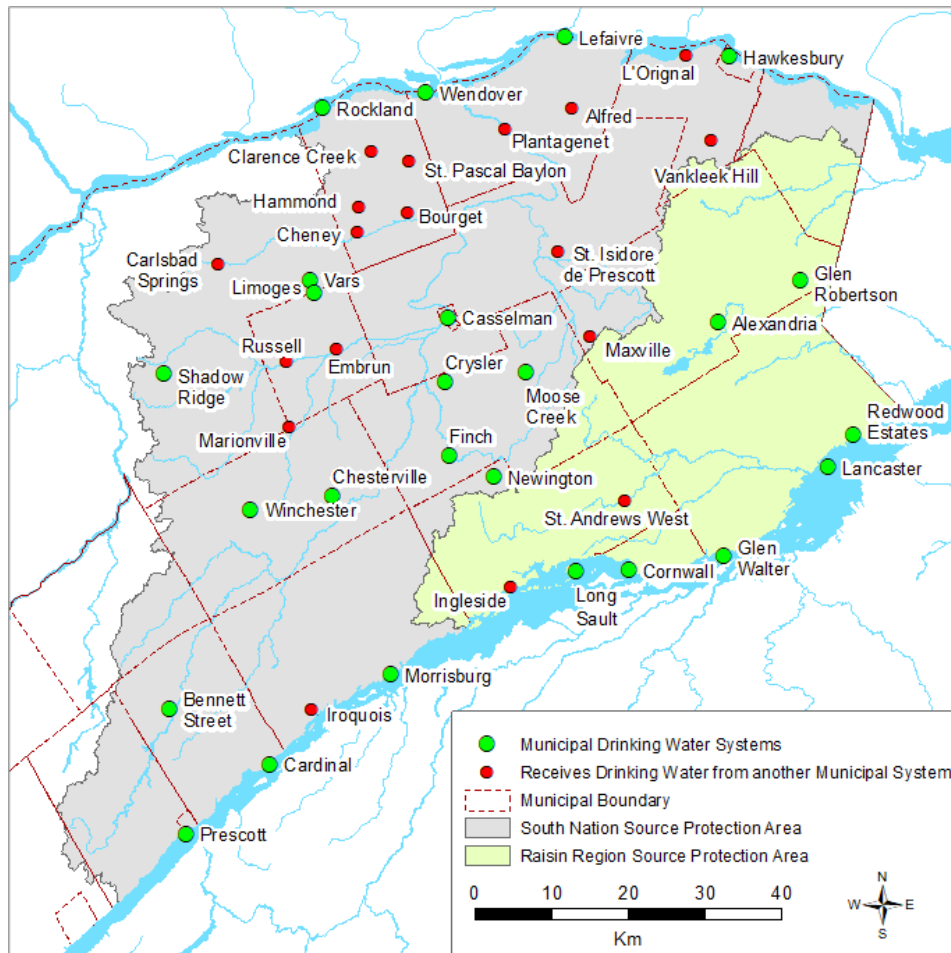 Lefaivre
L'Orignal
Hawkesbury
Wendover
Rockland
Alfred
Plantagenet
Clarence Creek
St. Pascal Baylon
Vankleek Hill
Hammond
Bourget
Cheney
Carlsbad
Springs
St. Isidore
de Prescott
Vars
Limoges
Glen
Robertson
Casselman
Alexandria
Russell
Embrun
Maxville
Crysler
Shadow
Ridge
Moose
Creek
Redwood
Estates
Marionville
Finch
Lancaster
Chesterville
Newington
Winchester
St. Andrews West
Glen
Walter
Cornwall
Long
Sault
Ingleside
Morrisburg
Bennett
Street
Iroquois
Cardinal
Prescott
Municipal Drinking Water Systems
Receives Drinking Water from another Municipal System
Municipal Boundary
South Nation Source Protection Area
Raisin Region Source Protection Area
0 10 20 30 40
Km
N
W E
S